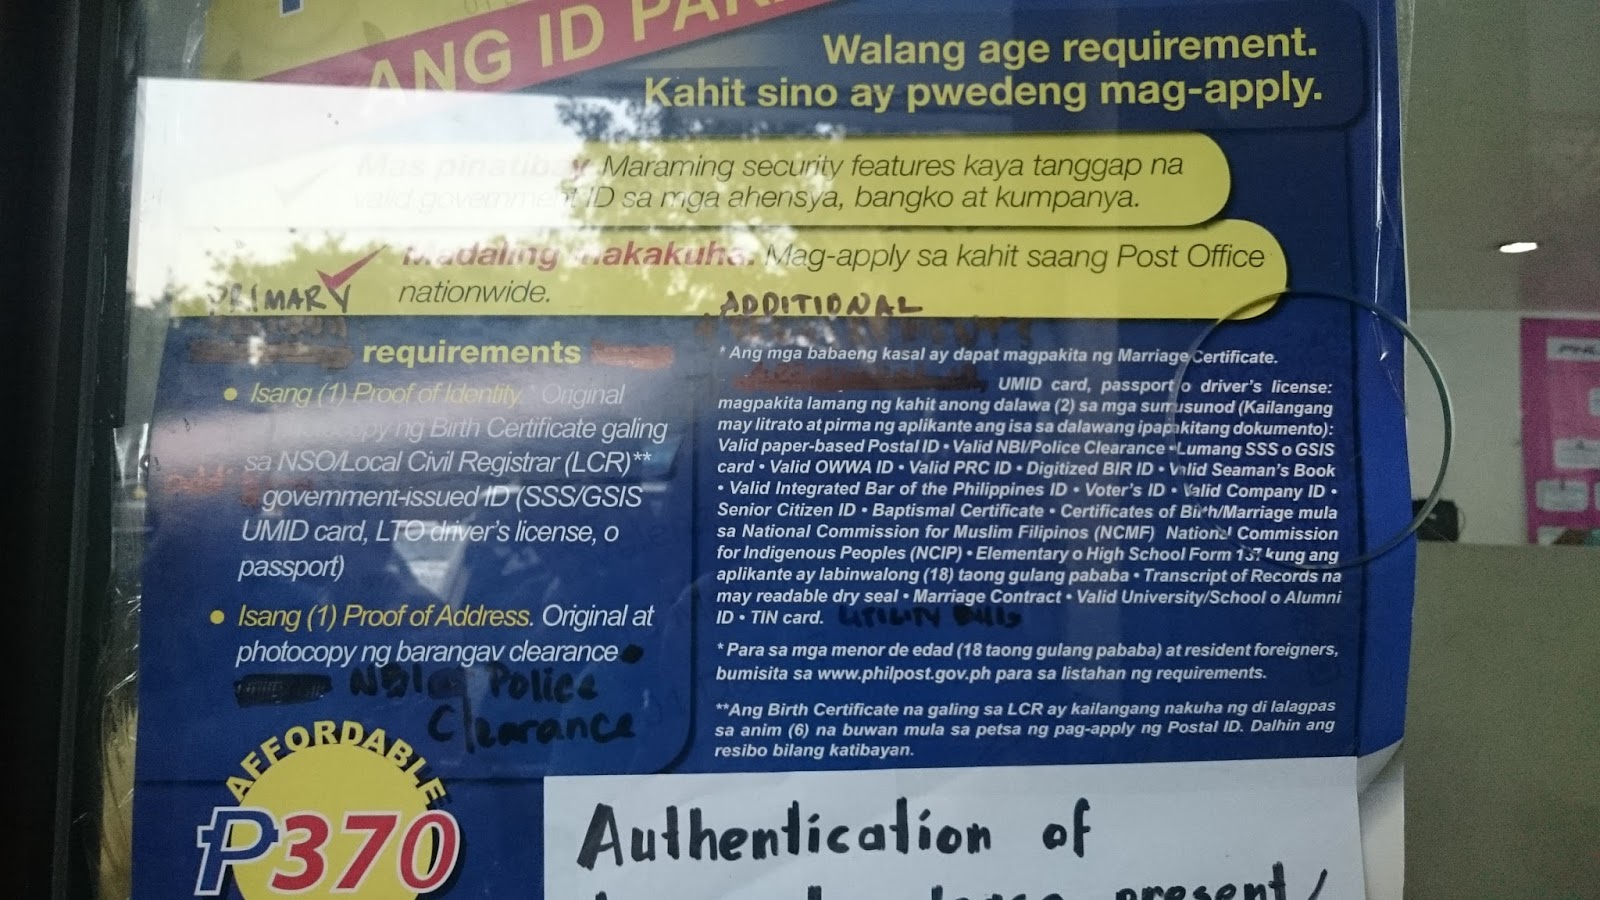 ANG ID
Walang age requirement.
Kahit sino ay pwedeng mag-apply.
Mas pinatibay. Maraming security features kaya tanggap na
valid government ID sa mga ahensya, bangko at kumpanya.
Madaling makakuha. Mag-apply sa kahit saang Post Office
nationwide.
PRIMARY
requirements
• Isang (1) Proof of Identity.* Original
photocopy ng Birth Certificate galing
sa NSO/Local Civil Registrar (LCR)**
government-issued ID (SSS/GSIS
UMID card, LTO driver's license, o
passport)
• Isang (1) Proof of Address. Original at
photocopy ng barangay clearance
NBI Police
Clearance
ADDITIONAL
* Ang mga babaeng kasal ay dapat magpakita ng Marriage Certificate.
UMID card, passport o driver's license:
magpakita lamang ng kahit anong dalawa (2) sa mga sumusunod (Kailangang
may litrato at pirma ng aplikante ang isa sa dalawang ipapakitang dokumento):
Valid paper-based Postal ID • Valid NBI/Police Clearance • Lumang SSS o GSIS
card • Valid OWWA ID • Valid PRC ID • Digitized BIR ID • Valid Seaman's Book
• Valid Integrated Bar of the Philippines ID • Voter's ID • Valid Company ID •
Senior Citizen ID • Baptismal Certificate • Certificates of Birth/Marriage mula
sa National Commission for Muslim Filipinos (NCMF) National Commission
for Indigenous Peoples (NCIP) • Elementary o High School Form 137 kung ang
aplikante ay labinwalong (18) taong gulang pababa • Transcript of Records na
may readable dry seal • Marriage Contract • Valid University/School o Alumni
ID • TIN card. UTILITY Bills
* Para sa mga menor de edad (18 taong gulang pababa) at resident foreigners,
bumisita sa www.philpost.gov.ph para sa listahan ng requirements.
**Ang Birth Certificate na galing sa LCR ay kailangang nakuha ng di lalagpas
sa anim (6) na buwan mula sa petsa ng pag-apply ng Postal ID. Dalhin ang
resibo bilang katibayan.
AFFORDABLE
₱370
Authentication of
present/